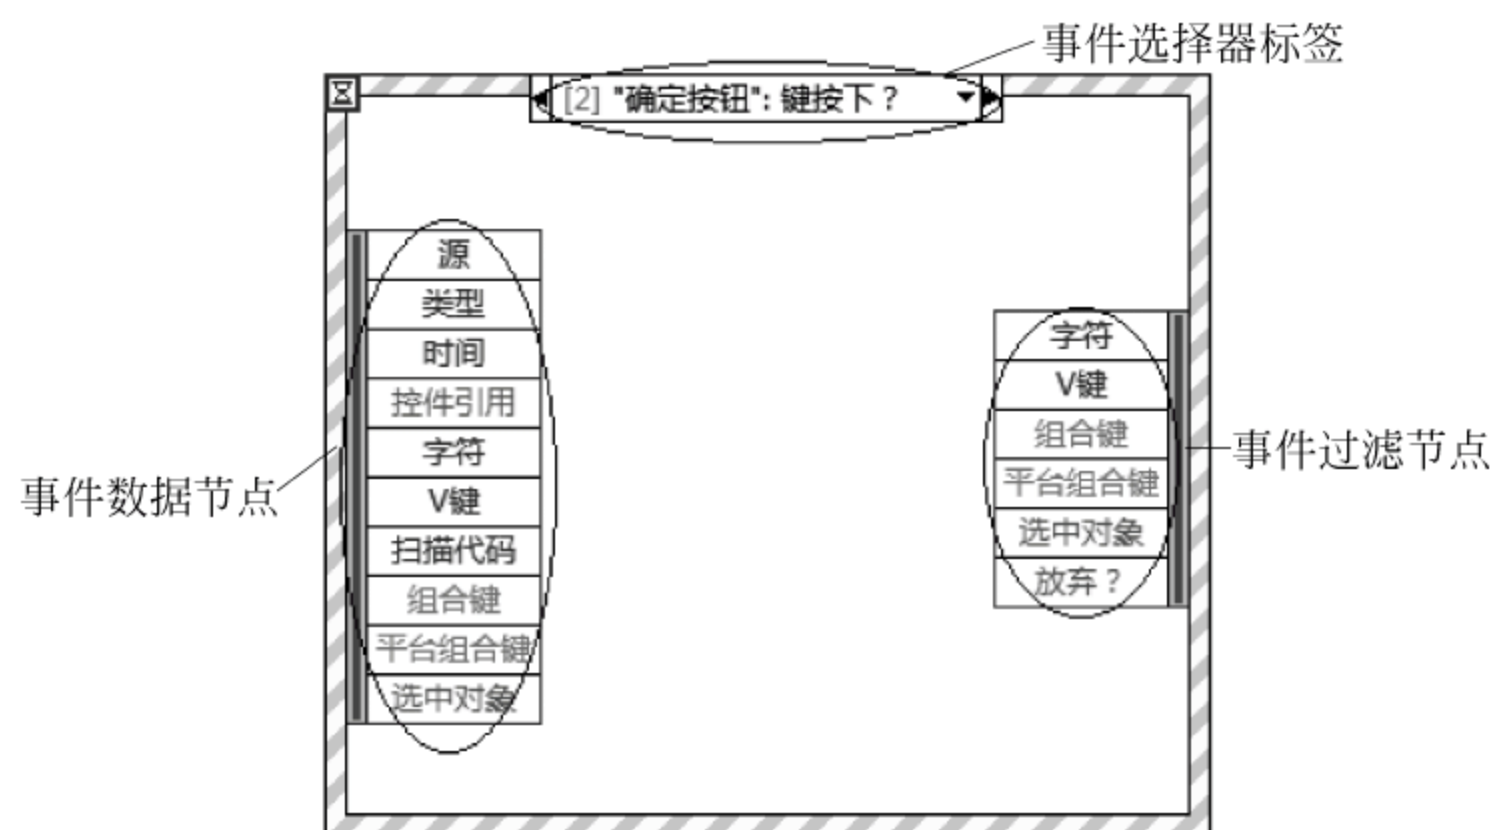 事件选择器标签
[2] "确定按钮": 键按下？
源
类型
时间
控件引用
字符
V键
扫描代码
组合键
平台组合键
选中对象
事件数据节点
字符
V键
组合键
平台组合键
选中对象
放弃？
事件过滤节点